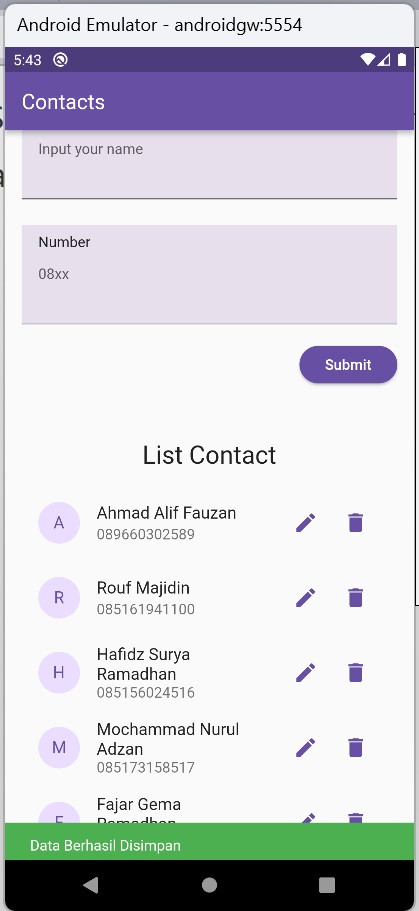 Android Emulator - androidgw:5554
5:43
Contacts
Input your name
Number
08xx
Submit
List Contact
A
Ahmad Alif Fauzan
089660302589
R
Rouf Majidin
085161941100
H
Hafidz Surya
Ramadhan
085156024516
M
Mochammad Nurul
Adzan
085173158517
F
Fajar Gema
Ramadhan
Data Berhasil Disimpan